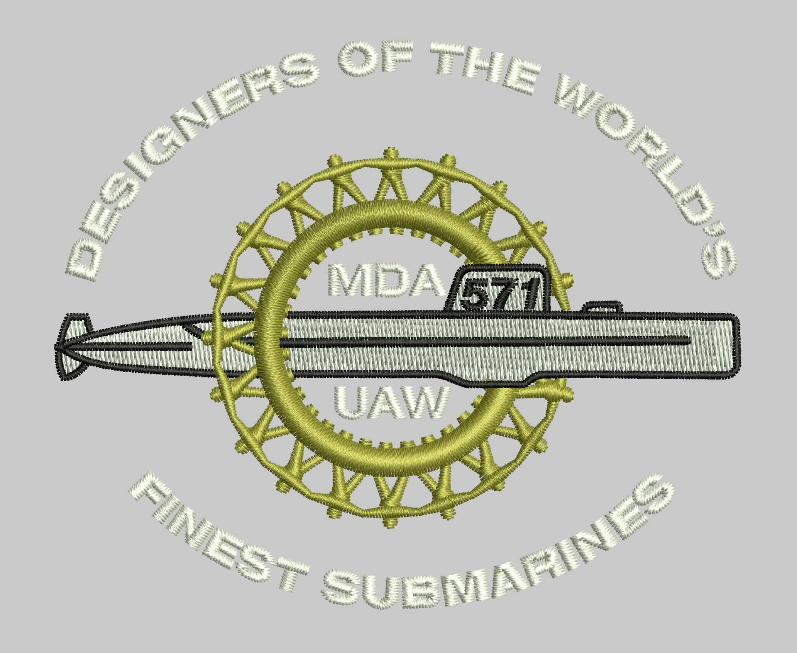 DESIGNERS OF THE WORLD'S
MDA
571
UAW
FINEST SUBMARINES